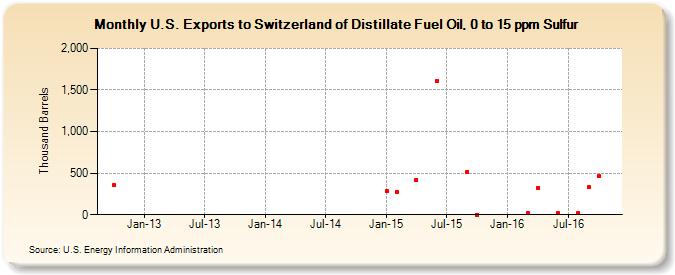 Monthly U.S. Exports to Switzerland of Distillate Fuel Oil, 0 to 15 ppm Sulfur
Thousand Barrels
2,000
1,500
1,000
500
0
Jan-13 Jul-13 Jan-14 Jul-14 Jan-15 Jul-15 Jan-16 Jul-16
Source: U.S. Energy Information Administration